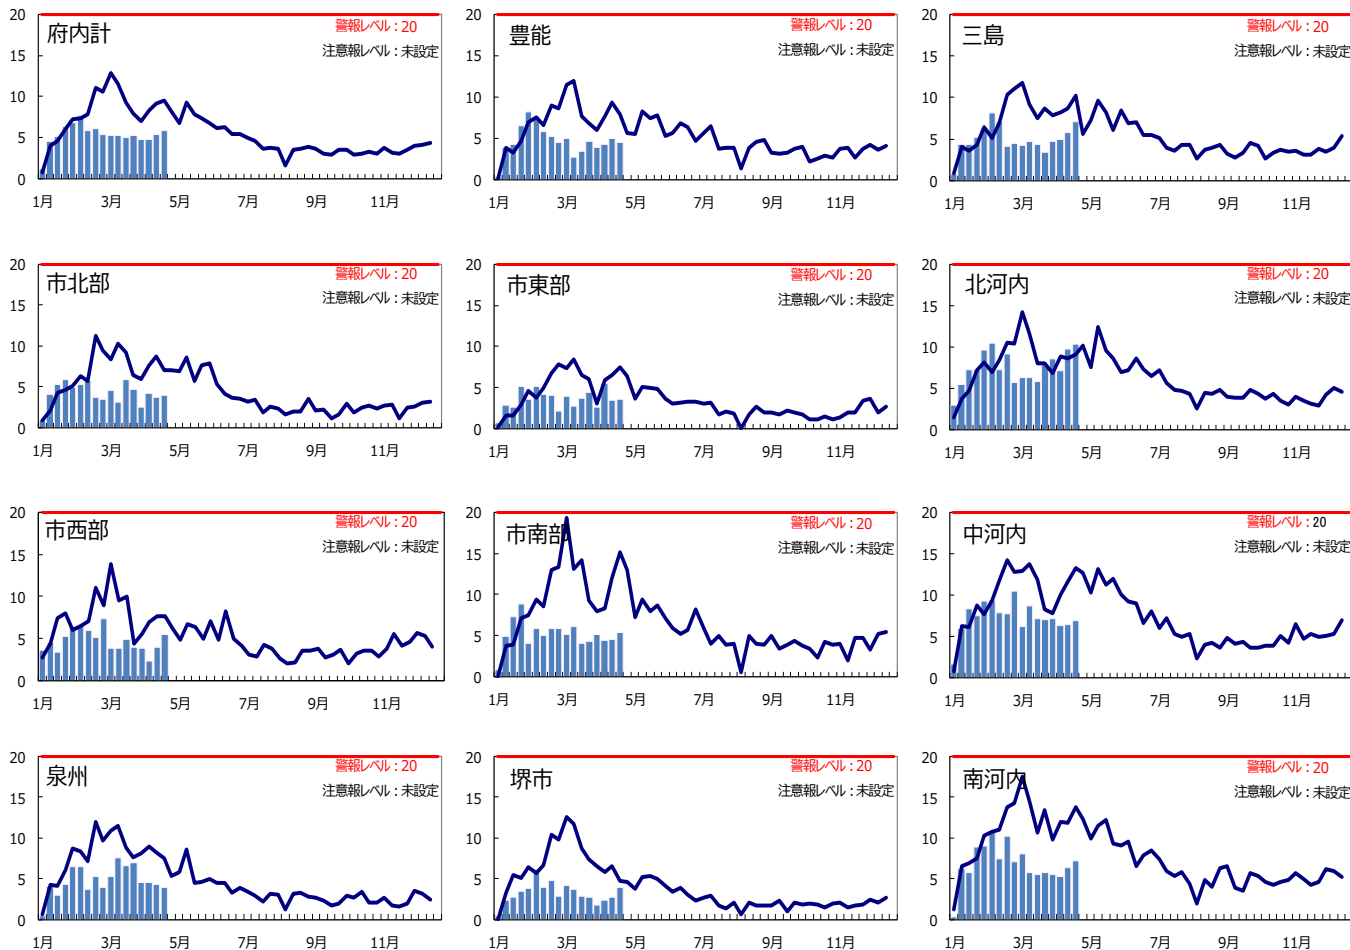 20
15
10
5
0
府内計
警報レベル：20
注意報レベル：未設定
1月 3月 5月 7月 9月 11月
20
15
10
5
0
豊能
警報レベル：20
注意報レベル：未設定
1月 3月 5月 7月 9月 11月
20
15
10
5
0
三島
警報レベル：20
注意報レベル：未設定
1月 3月 5月 7月 9月 11月
20
15
10
5
0
市北部
警報レベル：20
注意報レベル：未設定
1月 3月 5月 7月 9月 11月
20
15
10
5
0
市東部
警報レベル：20
注意報レベル：未設定
1月 3月 5月 7月 9月 11月
20
15
10
5
0
北河内
警報レベル：20
注意報レベル：未設定
1月 3月 5月 7月 9月 11月
20
15
10
5
0
市西部
警報レベル：20
注意報レベル：未設定
1月 3月 5月 7月 9月 11月
20
15
10
5
0
市南部
警報レベル：20
注意報レベル：未設定
1月 3月 5月 7月 9月 11月
20
15
10
5
0
中河内
警報レベル：20
注意報レベル：未設定
1月 3月 5月 7月 9月 11月
20
15
10
5
0
泉州
警報レベル：20
注意報レベル：未設定
1月 3月 5月 7月 9月 11月
20
15
10
5
0
堺市
警報レベル：20
注意報レベル：未設定
1月 3月 5月 7月 9月 11月
20
15
10
5
0
南河内
警報レベル：20
注意報レベル：未設定
1月 3月 5月 7月 9月 11月